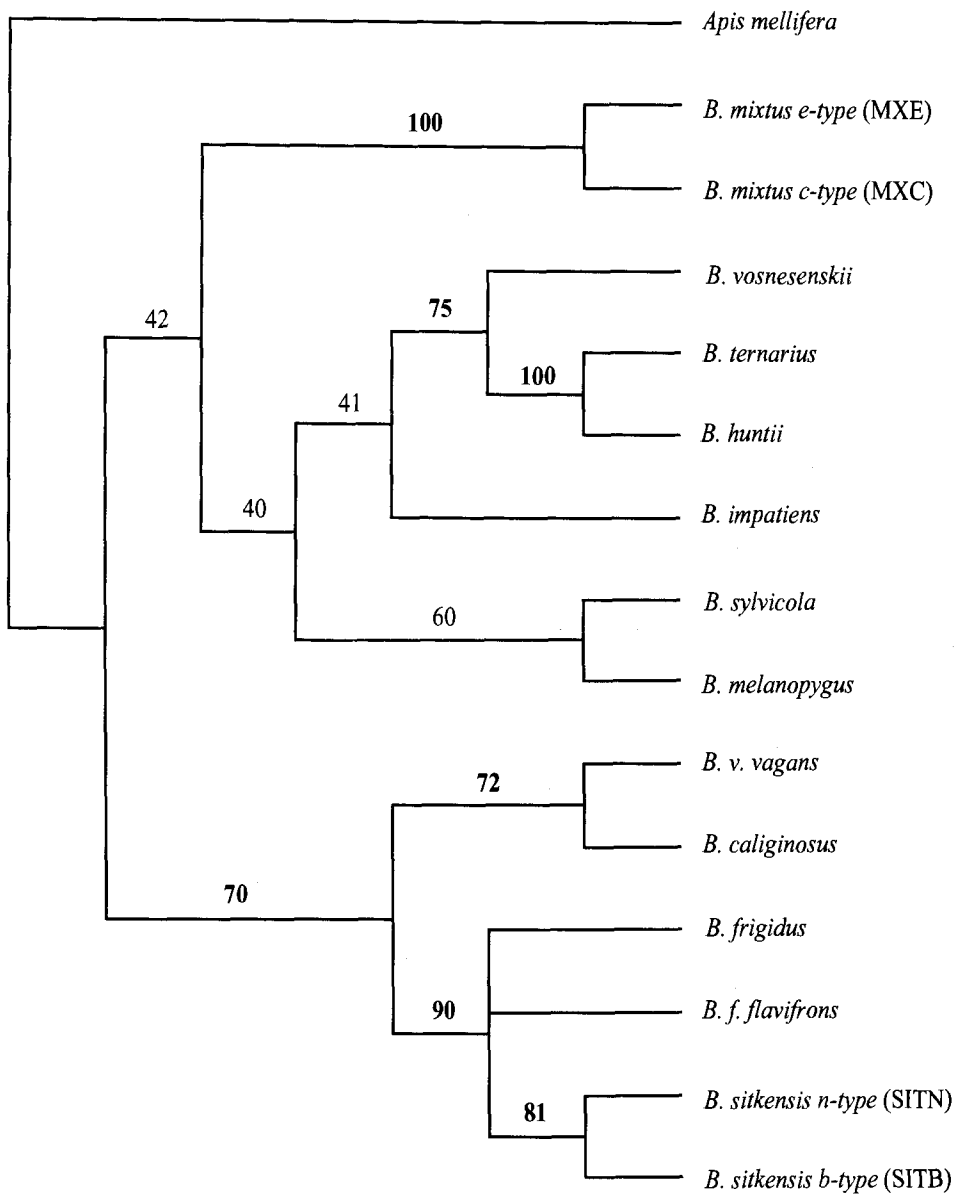 Apis mellifera
B. mixtus e-type (MXE)
100
B. mixtus c-type (MXC)
B. vosnesenskii
75
42
B. ternarius
100
41
B. huntii
40
B. impatiens
B. sylvicola
60
B. melanopygus
B. v. vagans
72
B. caliginosus
70
B. frigidus
90
B. f. flavifrons
B. sitkensis n-type (SITN)
81
B. sitkensis b-type (SITB)